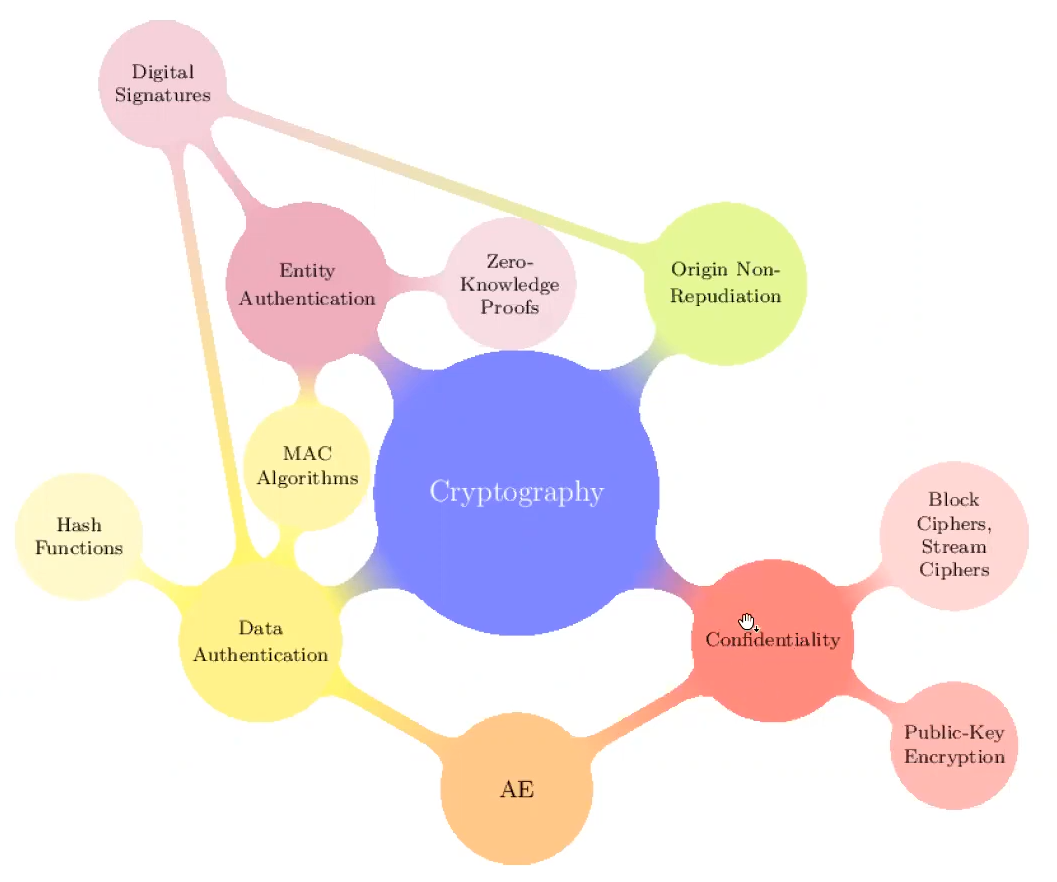 Digital
Signatures
Entity
Authentication
Zero-
Knowledge
Proofs
Origin Non-
Repudiation
MAC
Algorithms
Cryptography
Hash
Functions
Block
Ciphers,
Stream
Ciphers
Data
Authentication
Confidentiality
Public-Key
Encryption
AE